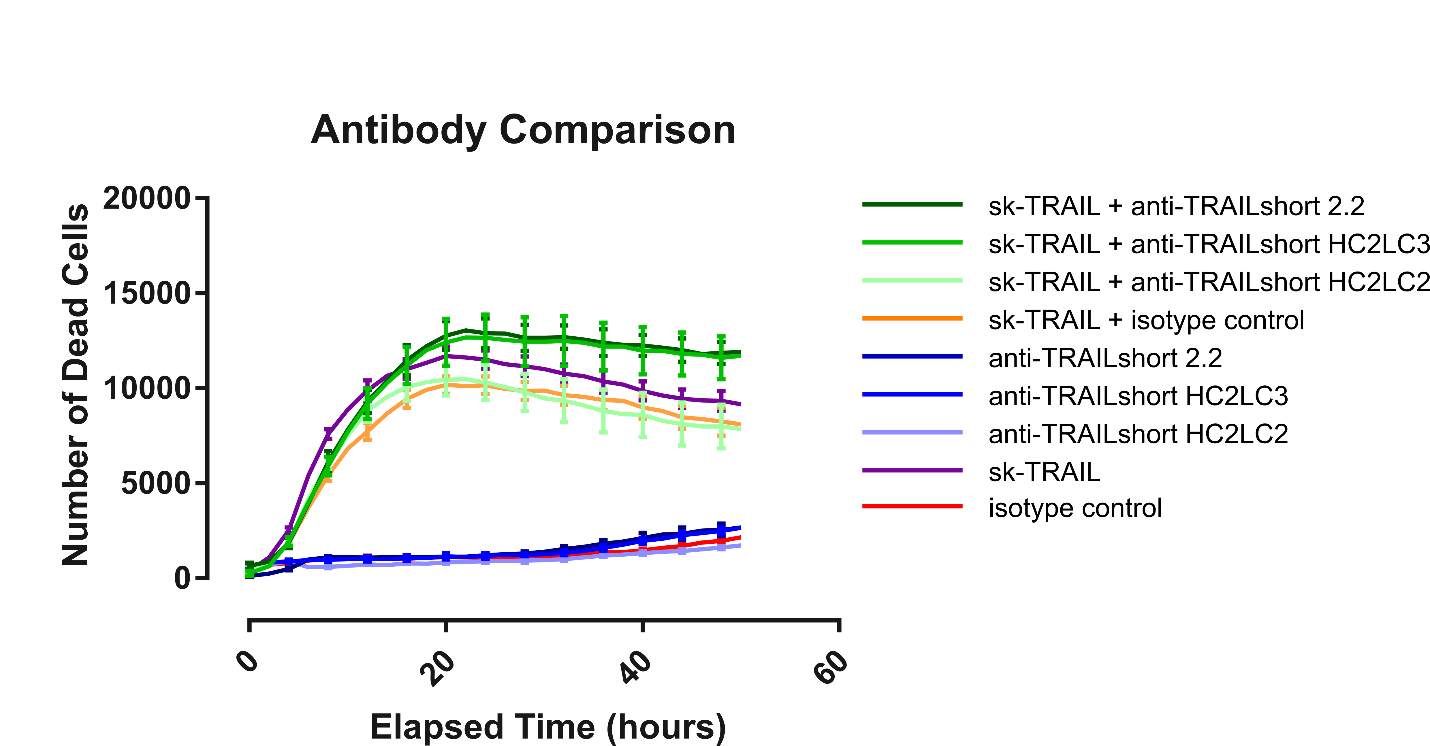 Antibody Comparison
Number of Dead Cells
20000
15000
10000
5000
0
0
20
40
60
Elapsed Time (hours)
sk-TRAIL + anti-TRAILshort 2.2
sk-TRAIL + anti-TRAILshort HC2LC3
sk-TRAIL + anti-TRAILshort HC2LC2
sk-TRAIL + isotype control
anti-TRAILshort 2.2
anti-TRAILshort HC2LC3
anti-TRAILshort HC2LC2
sk-TRAIL
isotype control